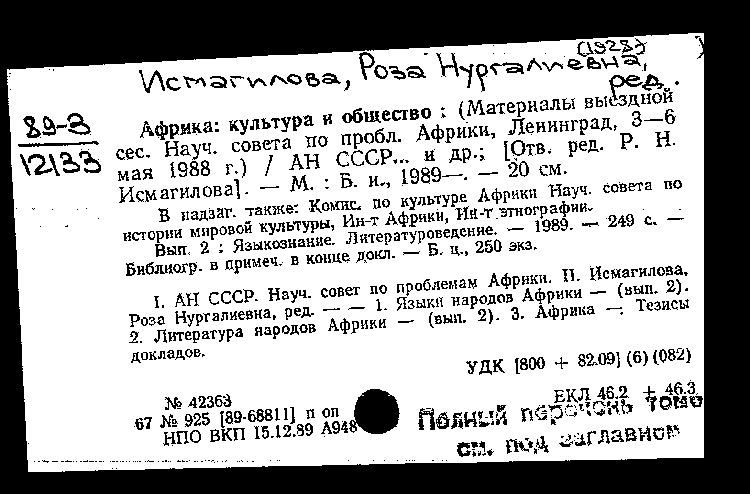 (1928)
Исмагилова, Роза Нургалиевна,
ред.
89-3
12133
Африка: культура и общество : (Материалы выездной
сес. Науч. совета по пробл. Африки, Ленинград, 3—6
мая 1988 г.) / АН СССР... и др.; [Отв. ред. Р. Н.
Исмагилова]. — М. : Б. и., 1989—. — 20 см.
В надзаг. также: Комис. по культуре Африки Науч. совета по
истории мировой культуры, Ин-т Африки, Ин-т этнографии.
Вып. 2 : Языкознание. Литературоведение. — 1989. — 249 с. —
Библиогр. в примеч. в конце докл. — Б. ц., 250 экз.
I. АН СССР. Науч. совет по проблемам Африки. II. Исмагилова,
Роза Нургалиевна, ред. — — 1. Языки народов Африки — (вып. 2).
2. Литература народов Африки — (вып. 2). 3. Африка — Тезисы
докладов.
УДК [800 + 82.09] (6) (082)
№ 42363
67 № 925 [89-68811] п оп
НПО ВКП 15.12.89 А948
ЕКЛ 46.2 + 46.3
Полный перечень томов
см. под заглавием